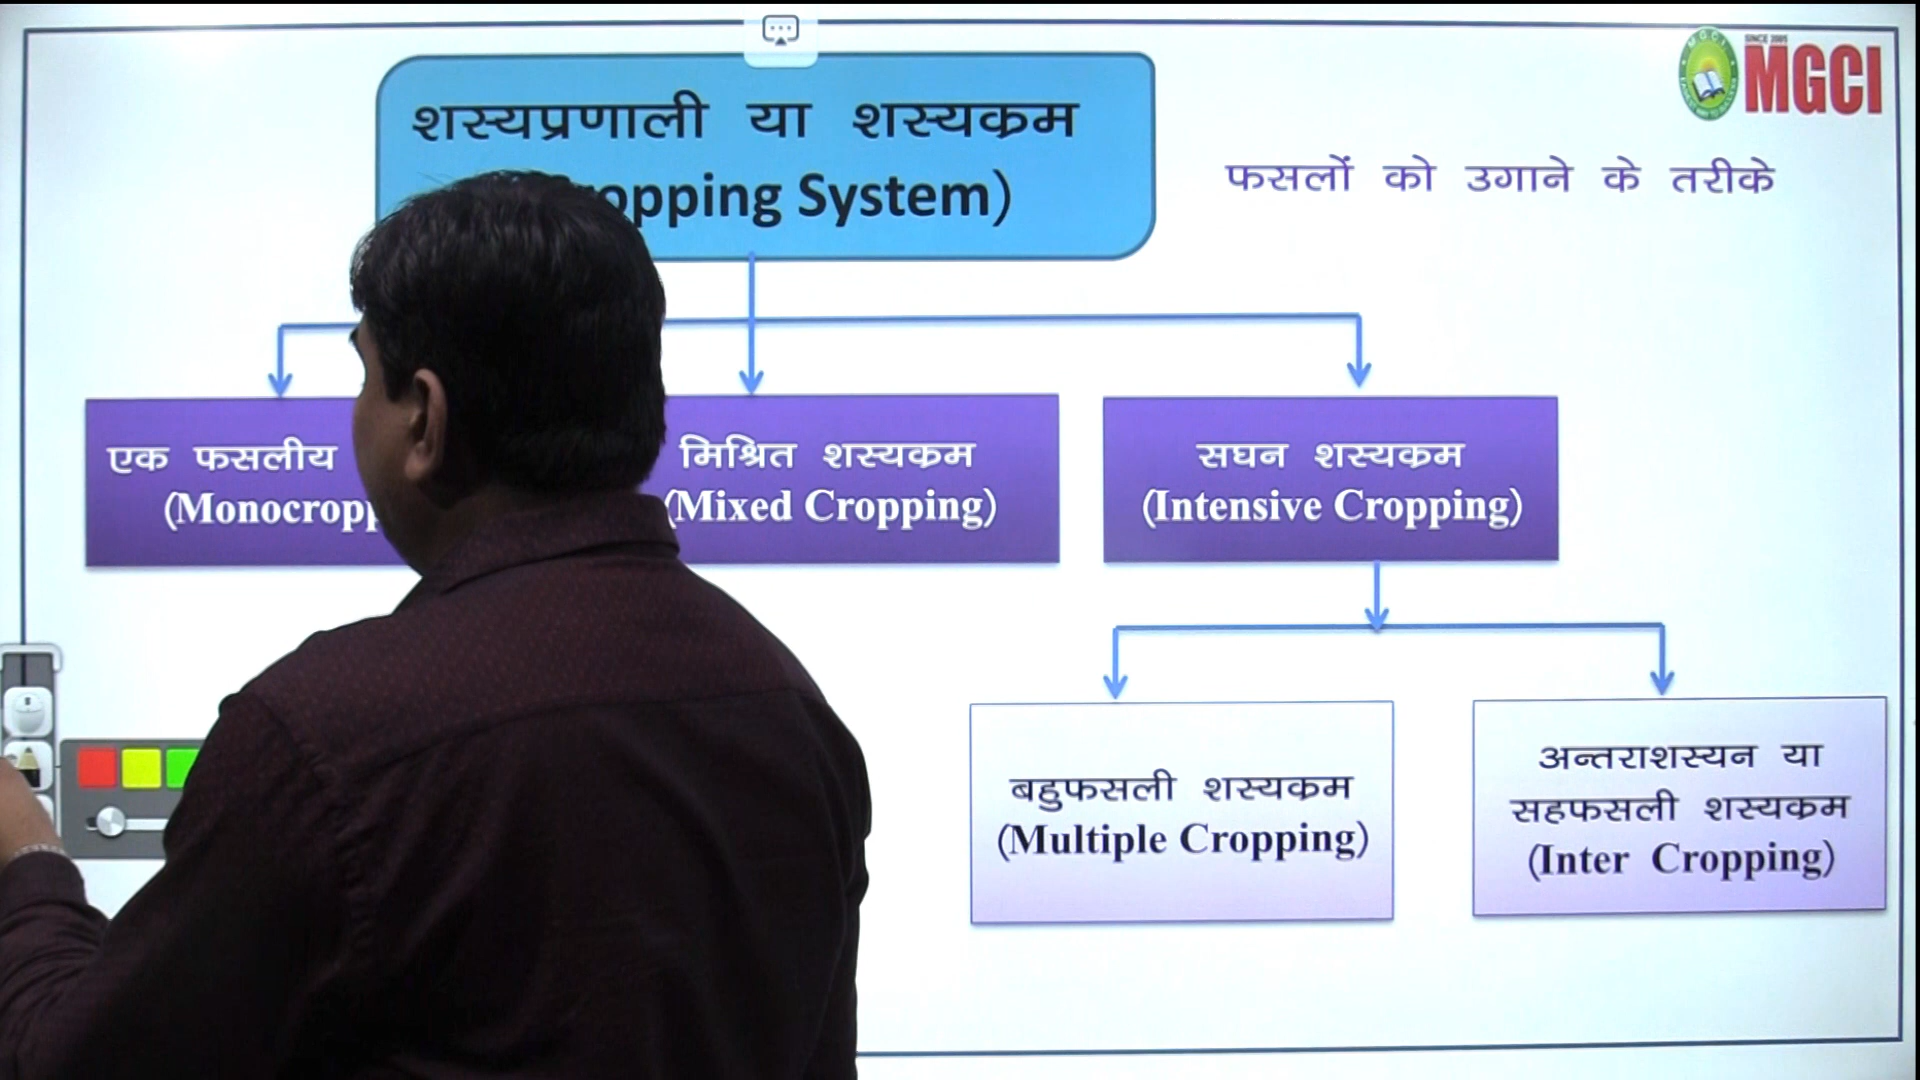 SINCE 2005
MGCI
शस्यप्रणाली या शस्यक्रम
opping System)
फसलों को उगाने के तरीके
एक फसलीय
(Monocropp
मिश्रित शस्यक्रम
(Mixed Cropping)
सघन शस्यक्रम
(Intensive Cropping)
बहुफसली शस्यक्रम
(Multiple Cropping)
अन्तराशस्यन या
सहफसली शस्यक्रम
(Inter Cropping)